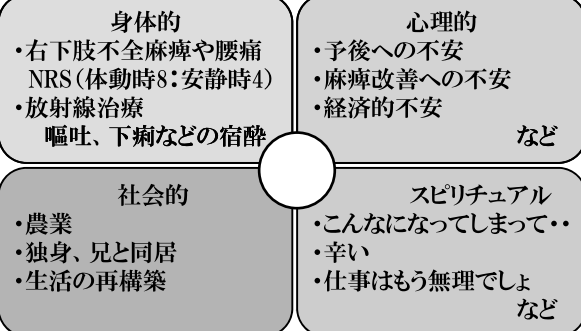 身体的
・右下肢不全麻痺や腰痛
NRS（体動時8：安静時4）
・放射線治療
嘔吐、下痢などの宿酔
心理的
・予後への不安
・麻痺改善への不安
・経済的不安
など
社会的
・農業
・独身、兄と同居
・生活の再構築
スピリチュアル
・こんなになってしまって・・
・辛い
・仕事はもう無理でしょ
など